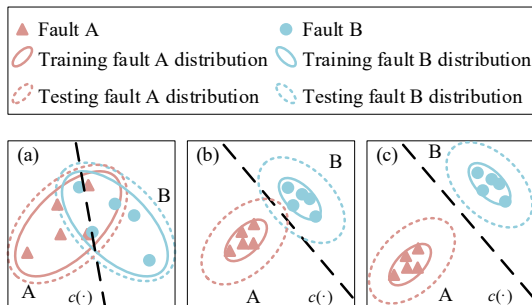 Fault A Fault B
Training fault A distribution Training fault B distribution
Testing fault A distribution Testing fault B distribution
(a) (b) (c)
B B B
A A A
c(·) c(·) c(·)